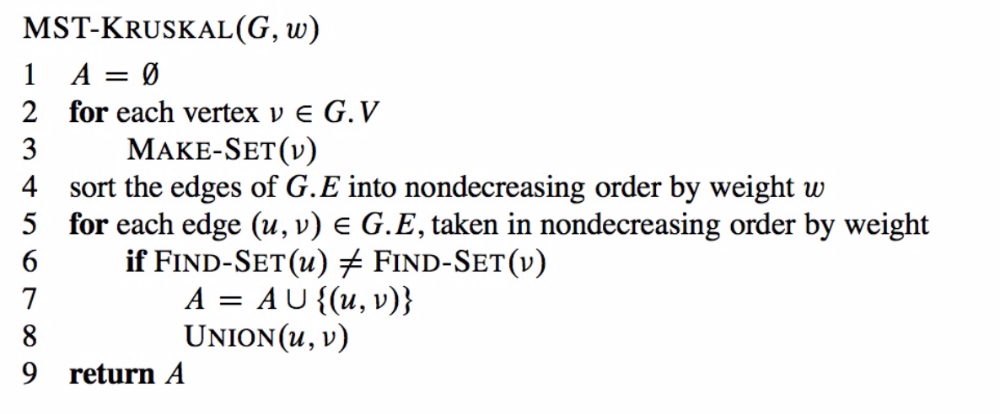 MST-KRUSKAL(G, w)
1 A = ∅
2 for each vertex v ∈ G.V
3 MAKE-SET(v)
4 sort the edges of G.E into nondecreasing order by weight w
5 for each edge (u, v) ∈ G.E, taken in nondecreasing order by weight
6 if FIND-SET(u) ≠ FIND-SET(v)
7 A = A ∪ {(u, v)}
8 UNION(u, v)
9 return A